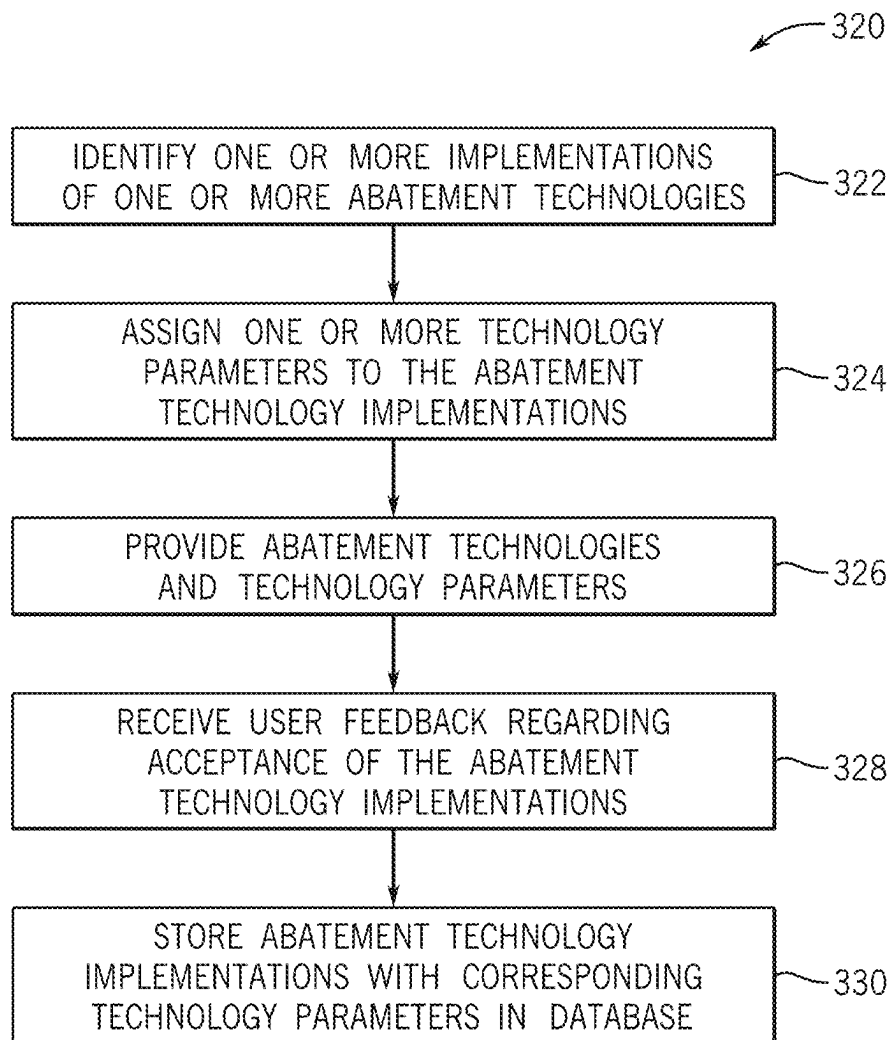 320
IDENTIFY ONE OR MORE IMPLEMENTATIONS
OF ONE OR MORE ABATEMENT TECHNOLOGIES
322
ASSIGN ONE OR MORE TECHNOLOGY
PARAMETERS TO THE ABATEMENT
TECHNOLOGY IMPLEMENTATIONS
324
PROVIDE ABATEMENT TECHNOLOGIES
AND TECHNOLOGY PARAMETERS
326
RECEIVE USER FEEDBACK REGARDING
ACCEPTANCE OF THE ABATEMENT
TECHNOLOGY IMPLEMENTATIONS
328
STORE ABATEMENT TECHNOLOGY
IMPLEMENTATIONS WITH CORRESPONDING
TECHNOLOGY PARAMETERS IN DATABASE
330